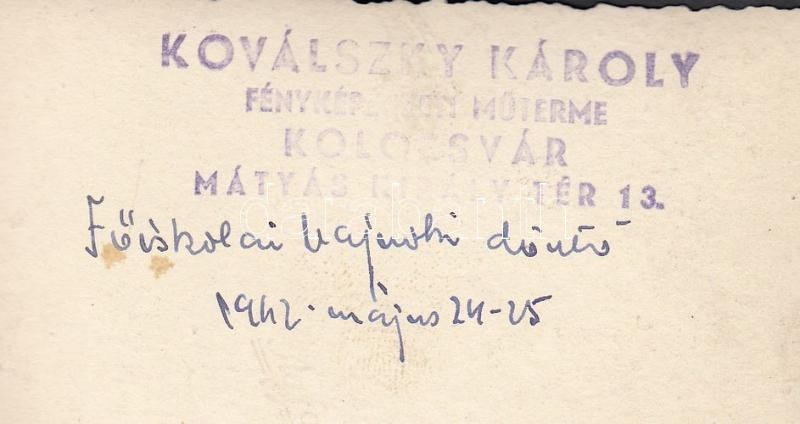 KOVÁLSZKY KÁROLY
FÉNYKÉPÉSZETI MŰTERME
KOLOZSVÁR
MÁTYÁS KIRÁLY-TÉR 13.
Főiskolai bajnoki döntő
1942. május 24-25